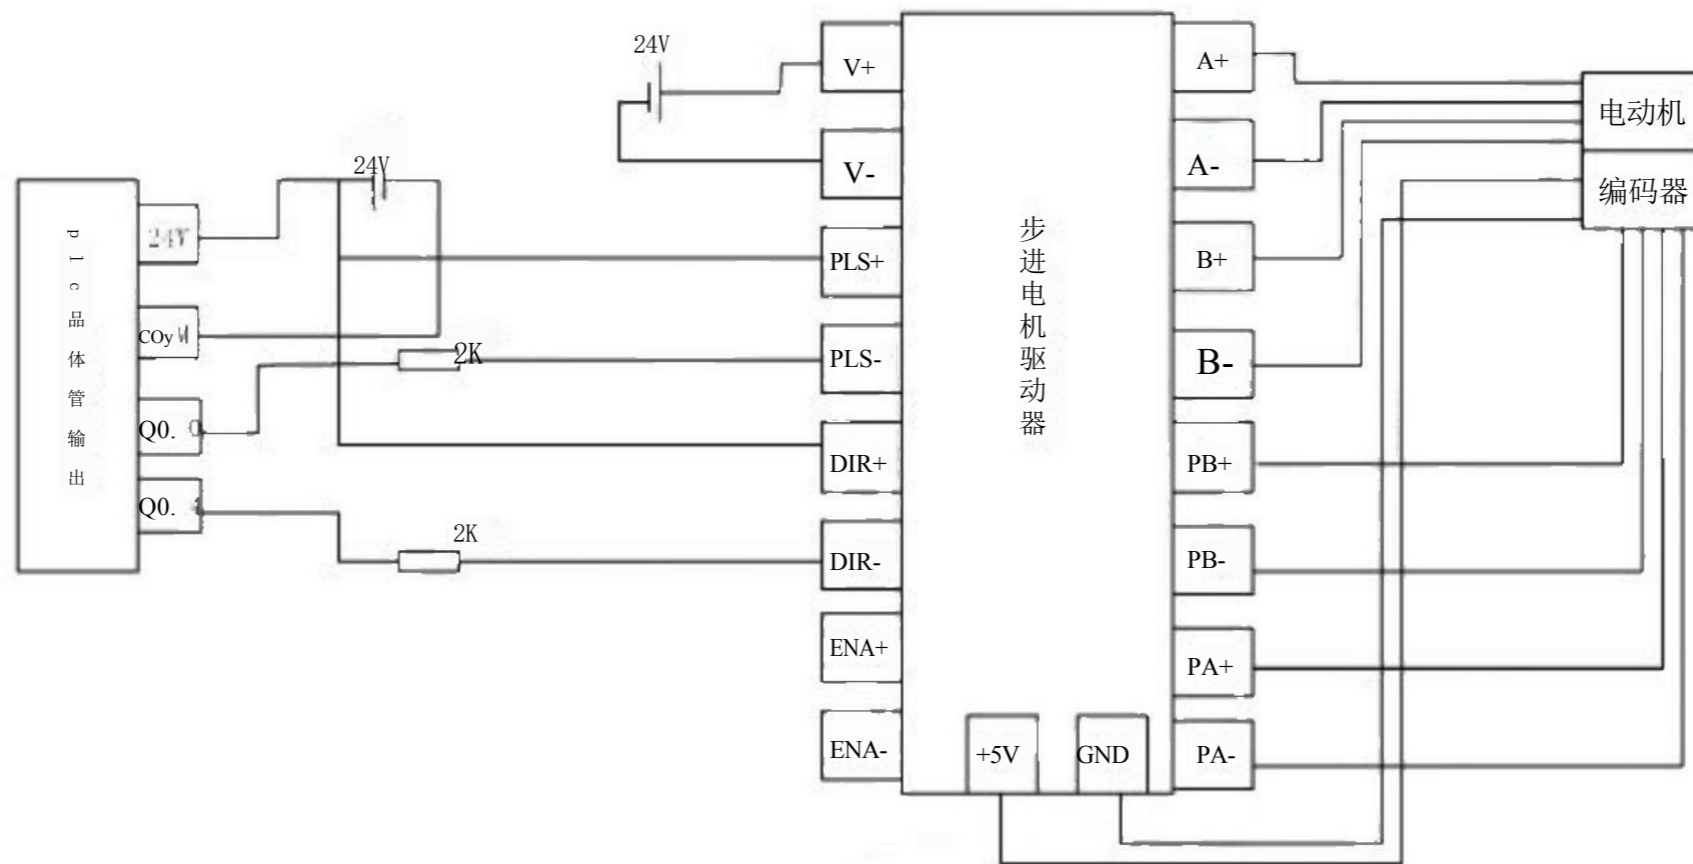 24V
V+
A+
电动机
V-
A-
24V
编码器
24V
plc品体管输出
步进电机驱动器
PLS+
B+
COy
2K
PLS-
B-
Q0.
DIR+
PB+
Q0.
2K
DIR-
PB-
ENA+
PA+
ENA-
+5V
GND
PA-